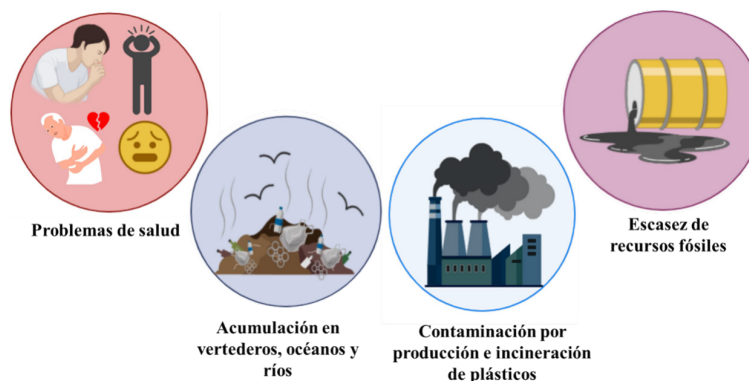 Problemas de salud
Acumulación en
vertederos, océanos y
ríos
Contaminación por
producción e incineración
de plásticos
Escasez de
recursos fósiles